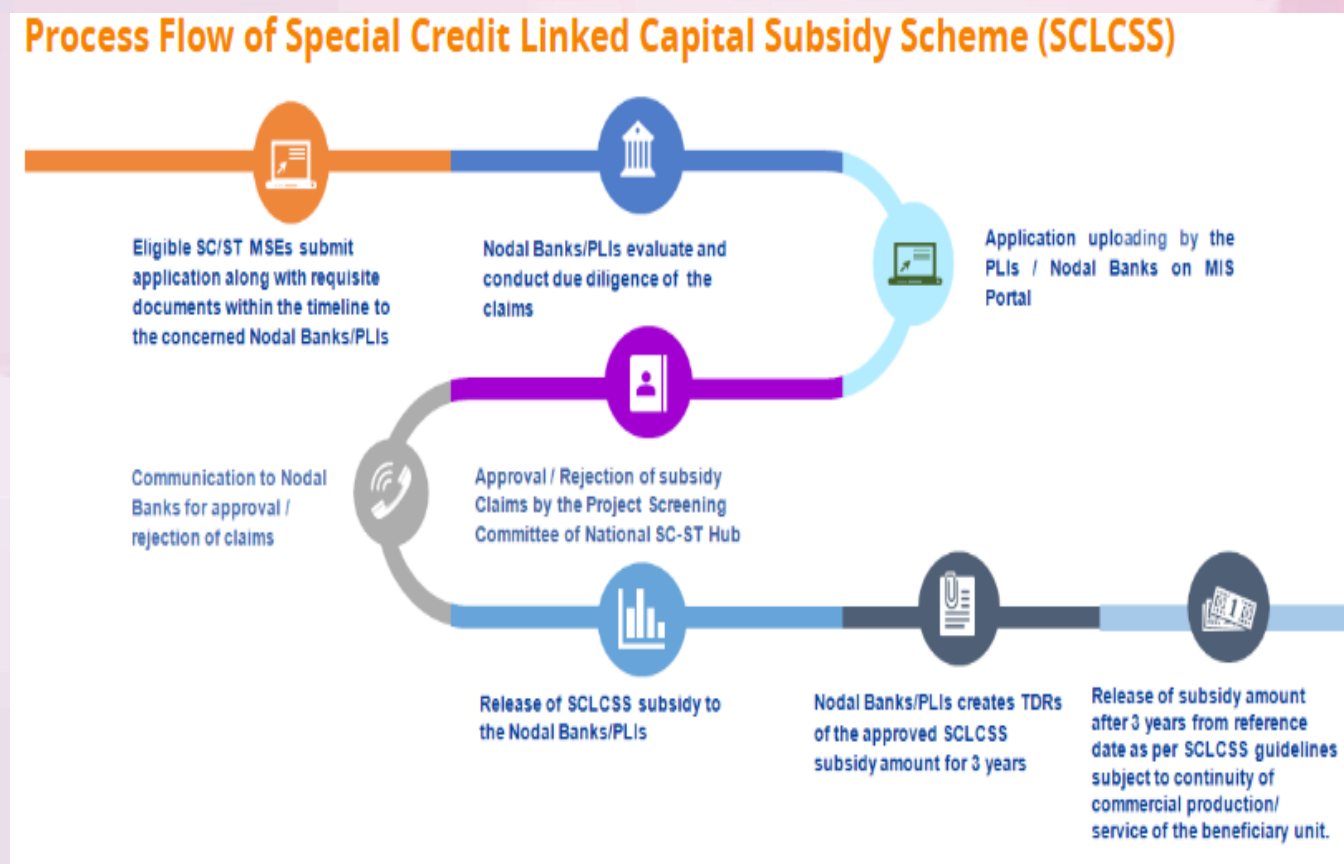 Process Flow of Special Credit Linked Capital Subsidy Scheme (SCLCSS)
Eligible SC/ST MSEs submit
application along with requisite
documents within the timeline to
the concerned Nodal Banks/PLIs
Nodal Banks/PLIs evaluate and
conduct due diligence of the
claims
Application uploading by the
PLIs / Nodal Banks on MIS
Portal
Approval / Rejection of subsidy
Claims by the Project Screening
Committee of National SC-ST Hub
Communication to Nodal
Banks for approval /
rejection of claims
Release of SCLCSS subsidy to
the Nodal Banks/PLIs
Nodal Banks/PLIs creates TDRs
of the approved SCLCSS
subsidy amount for 3 years
Release of subsidy amount
after 3 years from reference
date as per SCLCSS guidelines
subject to continuity of
commercial production/
service of the beneficiary unit.
1